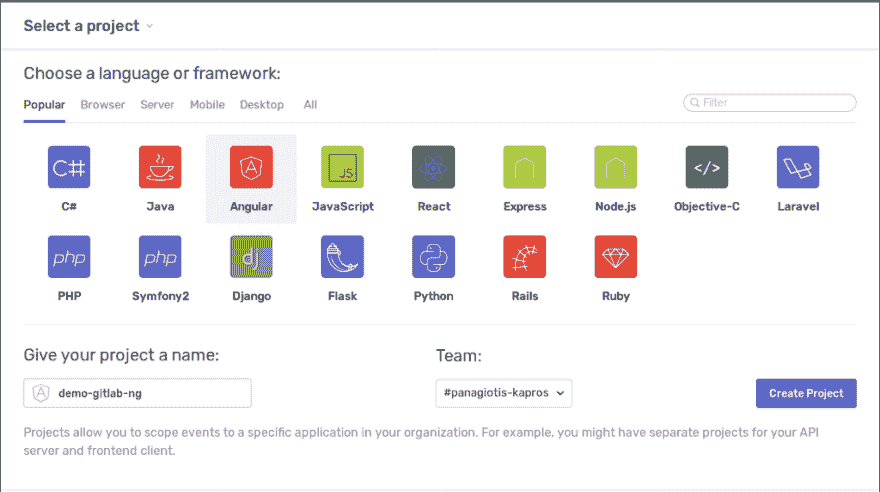 Select a project
Choose a language or framework:
Popular Browser Server Mobile Desktop All Filter
C# JS </>
C# Java Angular JavaScript React Express Node.js Objective-C Laravel
php php dj
PHP Symfony2 Django Flask Python Rails Ruby
Give your project a name: Team:
demo-gitlab-ng #panagiotis-kapros Create Project
Projects allow you to scope events to a specific application in your organization. For example, you might have separate projects for your API
server and frontend client.